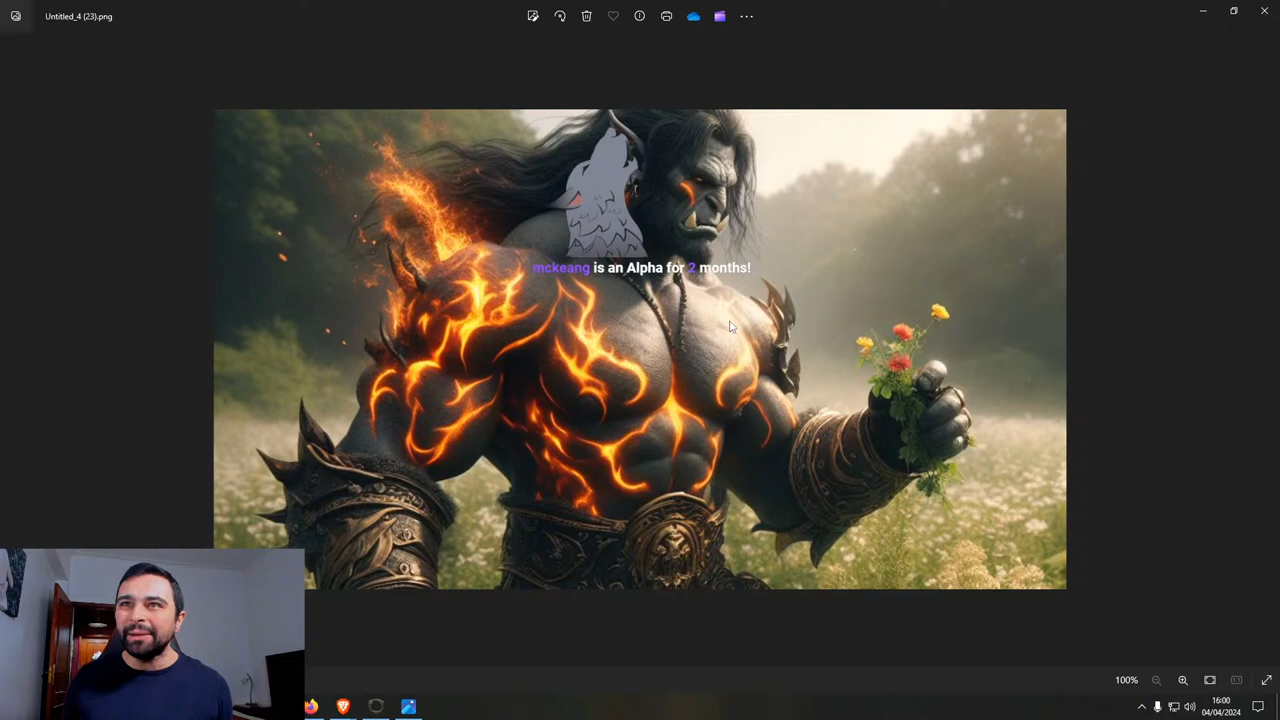 Untitled_4 (23).png
mckeang is an Alpha for 2 months!
100%
16:00
04/04/2024